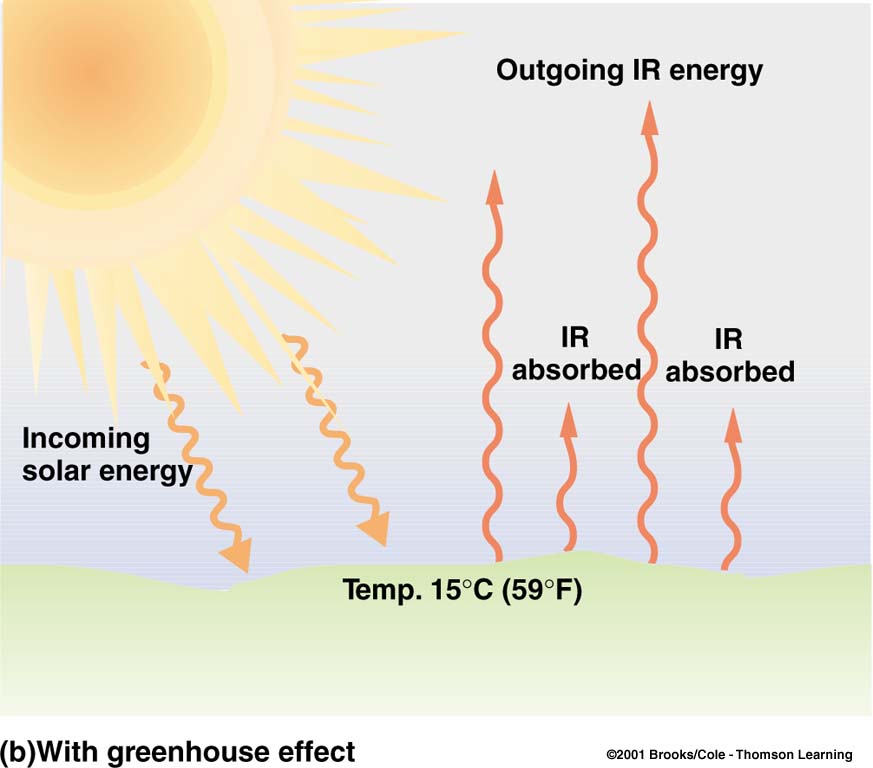 Outgoing IR energy
IR
absorbed
IR
absorbed
Incoming
solar energy
Temp. 15°C (59°F)
(b)With greenhouse effect
©2001 Brooks/Cole - Thomson Learning